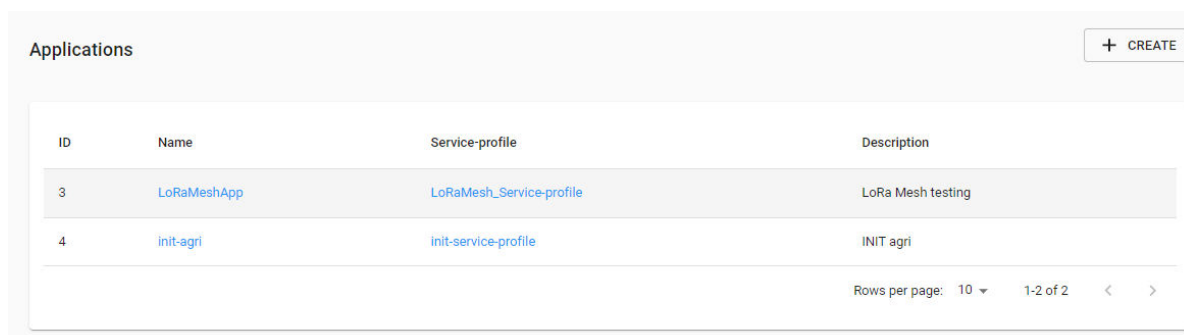 Applications
+ CREATE
ID Name Service-profile Description
3 LoRaMeshApp LoRaMesh_Service-profile LoRa Mesh testing
4 init-agri init-service-profile INIT agri
Rows per page: 10 1-2 of 2